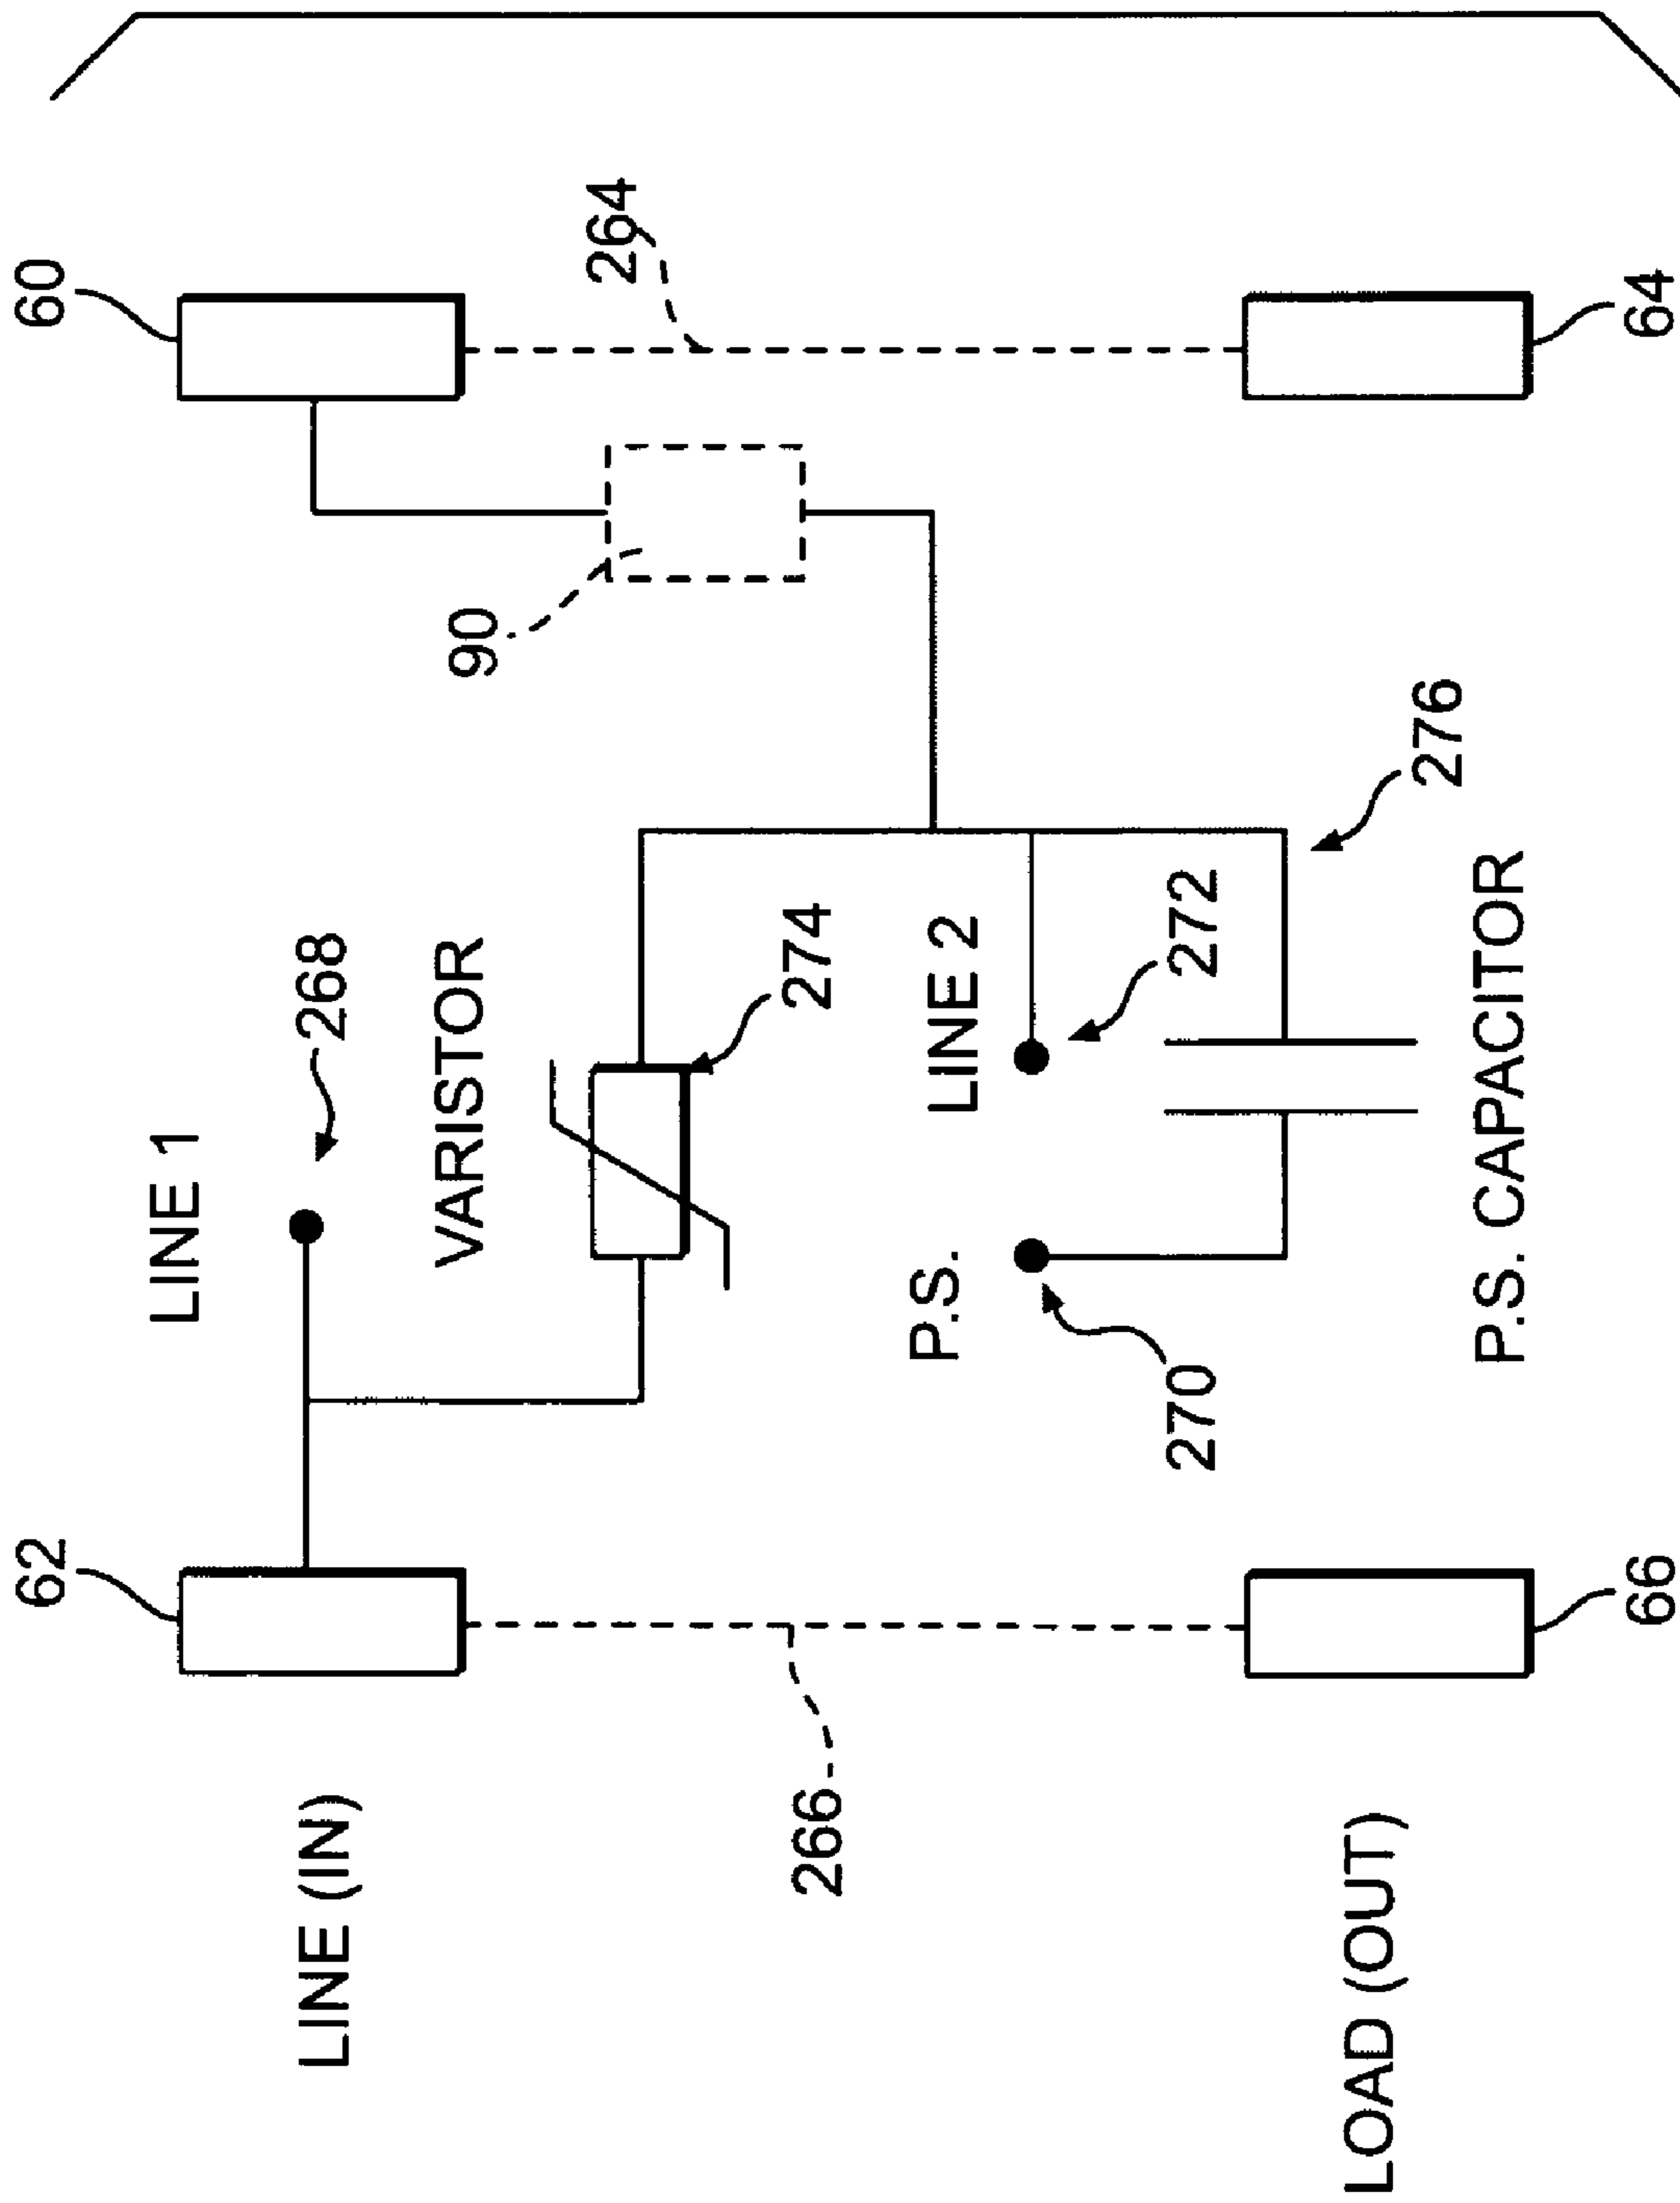 62
60
LINE 1
LINE (IN)
268
VARISTOR
90
264
266
274
P.S.
LINE 2
270
272
LOAD (OUT)
276
P.S. CAPACITOR
66
64